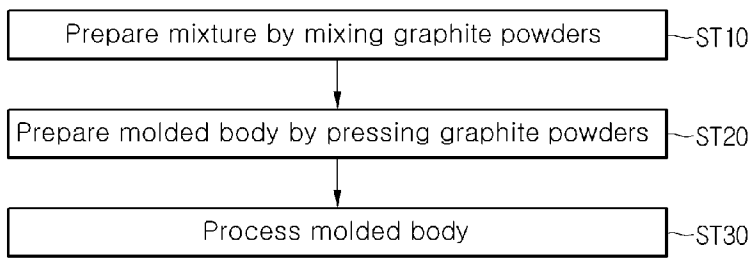 Prepare mixture by mixing graphite powders ST10
Prepare molded body by pressing graphite powders ST20
Process molded body ST30